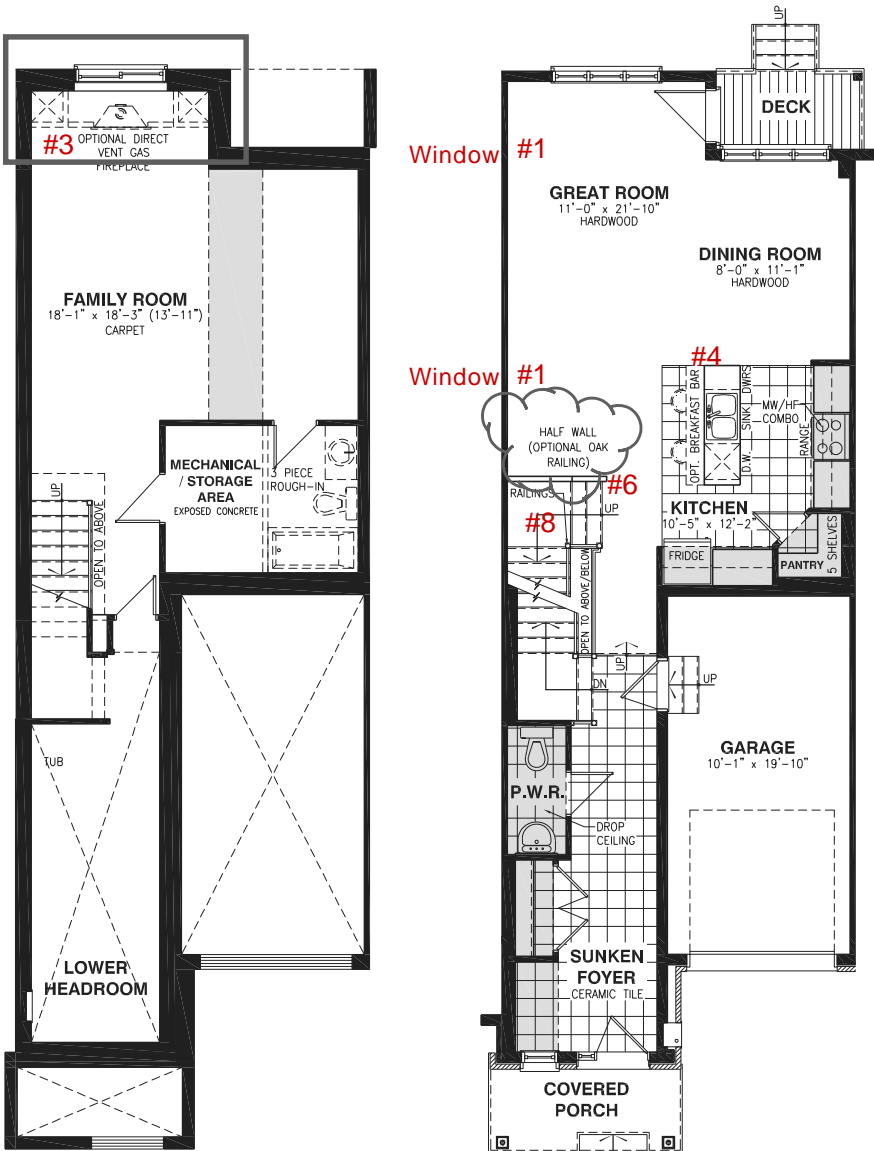 #3
OPTIONAL DIRECT
VENT GAS
FIREPLACE
FAMILY ROOM
18'-1" x 18'-3" (13'-11")
CARPET
MECHANICAL
/ STORAGE
AREA
EXPOSED CONCRETE
3 PIECE
ROUGH-IN
UP
OPEN TO ABOVE
TUB
LOWER
HEADROOM
UP
DECK
Window #1
GREAT ROOM
11'-0" x 21'-10"
HARDWOOD
DINING ROOM
8'-0" x 11'-1"
HARDWOOD
Window #1
#4
HALF WALL
(OPTIONAL OAK
RAILING)
OPT. BREAKFAST BAR
D.W. SINK DWRS
MW/HF
COMBO
RANGE
#6
RAILINGS
UP
#8
KITCHEN
10'-5" x 12'-2"
FRIDGE
PANTRY
5 SHELVES
OPEN TO ABOVE/BELOW
UP
DN
UP
GARAGE
10'-1" x 19'-10"
P.W.R.
DROP
CEILING
SUNKEN
FOYER
CERAMIC TILE
COVERED
PORCH